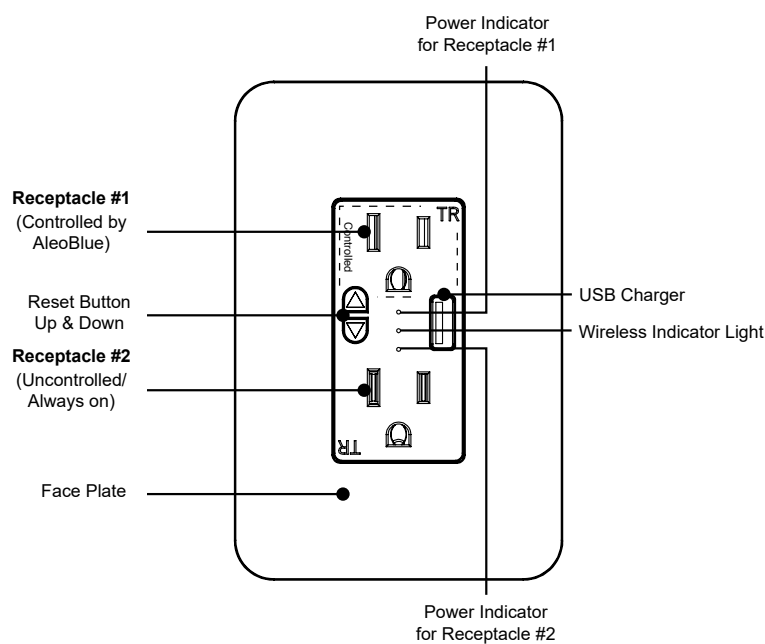 Power Indicator
for Receptacle #1
Receptacle #1
(Controlled by
AleoBlue)
TR
Controlled
Reset Button
Up & Down
USB Charger
Wireless Indicator Light
Receptacle #2
(Uncontrolled/
Always on)
TR
Face Plate
Power Indicator
for Receptacle #2